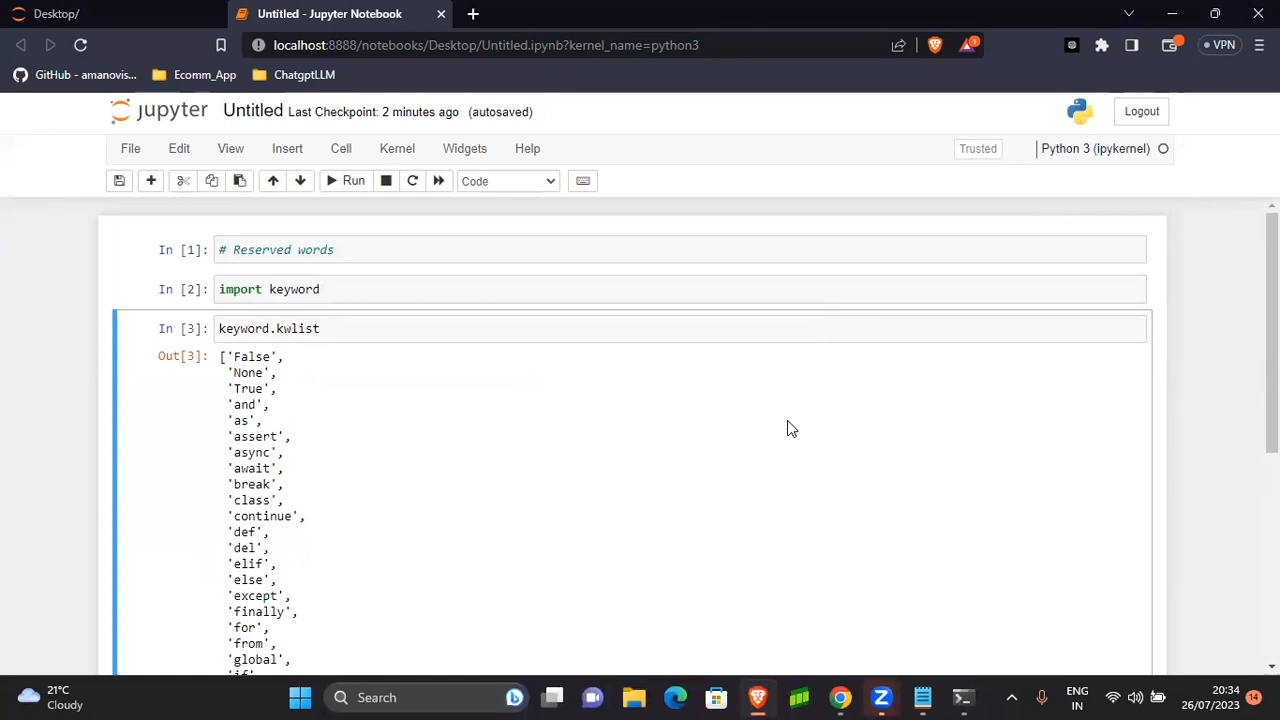 Desktop/
Untitled - Jupyter Notebook
localhost:8888/notebooks/Desktop/Untitled.ipynb?kernel_name=python3
1
VPN
GitHub - amanovis...
Ecomm_App
ChatgptLLM
jupyter Untitled Last Checkpoint: 2 minutes ago (autosaved)
Logout
File Edit View Insert Cell Kernel Widgets Help
Trusted
Python 3 (ipykernel)
Run
Code
In [1]: # Reserved words
In [2]: import keyword
In [3]: keyword.kwlist
Out[3]: ['False',
'None',
'True',
'and',
'as',
'assert',
'async',
'await',
'break',
'class',
'continue',
'def',
'del',
'elif',
'else',
'except',
'finally',
'for',
'from',
'global',
'if',
21°C
Cloudy
Search
ENG
IN
20:34
26/07/2023
14